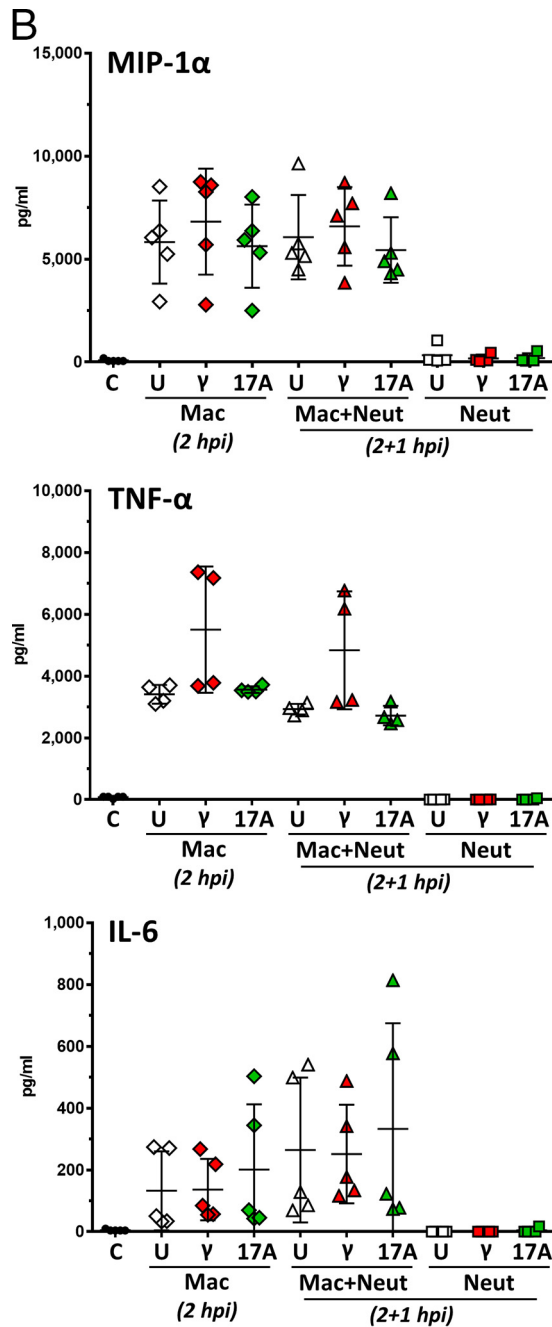 B
MIP-1α
15,000
10,000
5,000
0
pg/ml
C U γ 17A U γ 17A U γ 17A
Mac Mac+Neut Neut
(2 hpi) (2+1 hpi)
TNF-α
10,000
8,000
6,000
4,000
2,000
0
pg/ml
C U γ 17A U γ 17A U γ 17A
Mac Mac+Neut Neut
(2 hpi) (2+1 hpi)
IL-6
1,000
800
600
400
200
0
pg/ml
C U γ 17A U γ 17A U γ 17A
Mac Mac+Neut Neut
(2 hpi) (2+1 hpi)